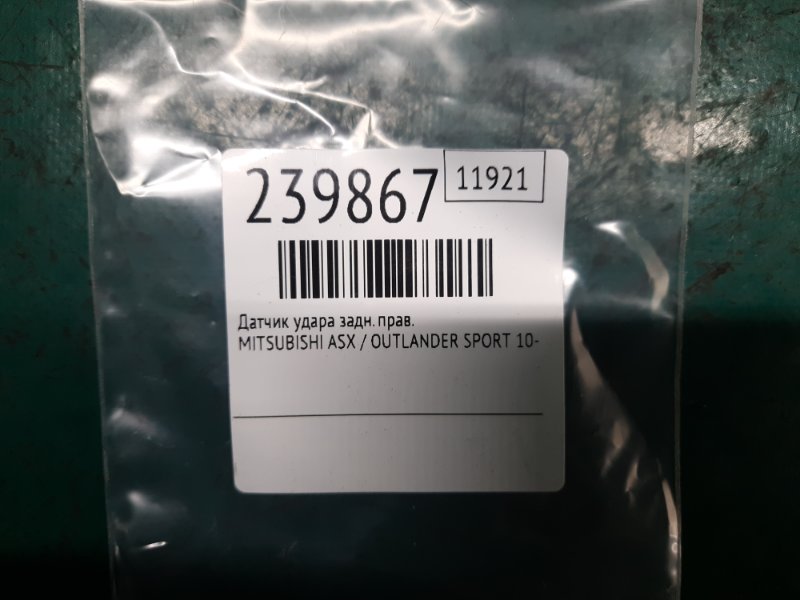 239867
11921
Датчик удара задн. прав.
MITSUBISHI ASX / OUTLANDER SPORT 10-